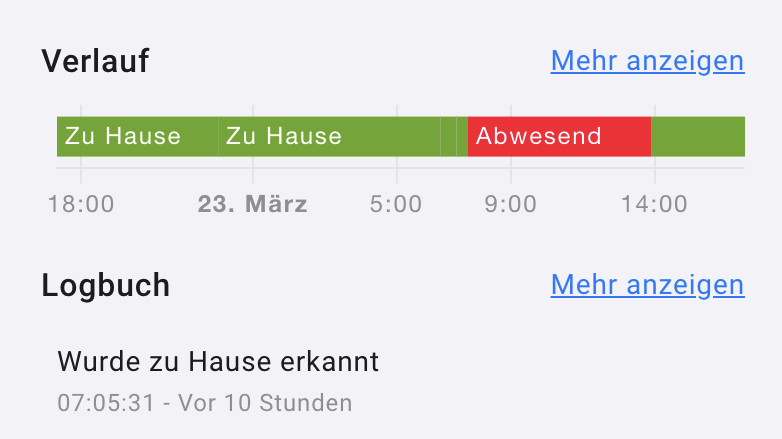 Verlauf Mehr anzeigen
Zu Hause Zu Hause Abwesend
18:00 23. März 5:00 9:00 14:00
Logbuch Mehr anzeigen
Wurde zu Hause erkannt
07:05:31 - Vor 10 Stunden